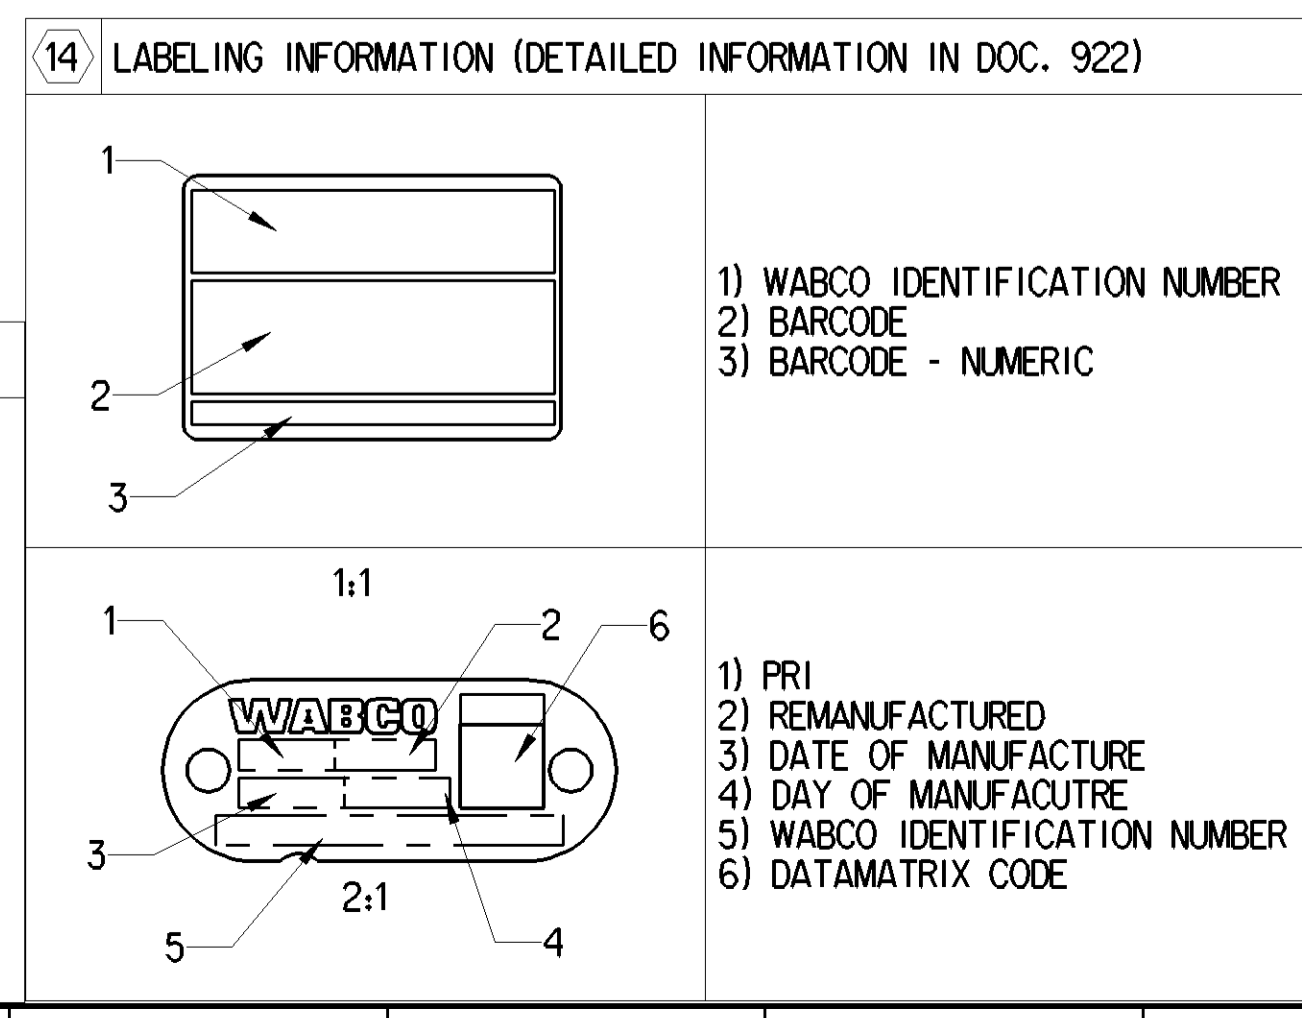 14 LABELING INFORMATION (DETAILED INFORMATION IN DOC. 922)
1
2
3
1) WABCO IDENTIFICATION NUMBER
2) BARCODE
3) BARCODE - NUMERIC
1:1
1
2
6
WABCO
3
2:1
5
4
1) PRI
2) REMANUFACTURED
3) DATE OF MANUFACTURE
4) DAY OF MANUFACUTRE
5) WABCO IDENTIFICATION NUMBER
6) DATAMATRIX CODE